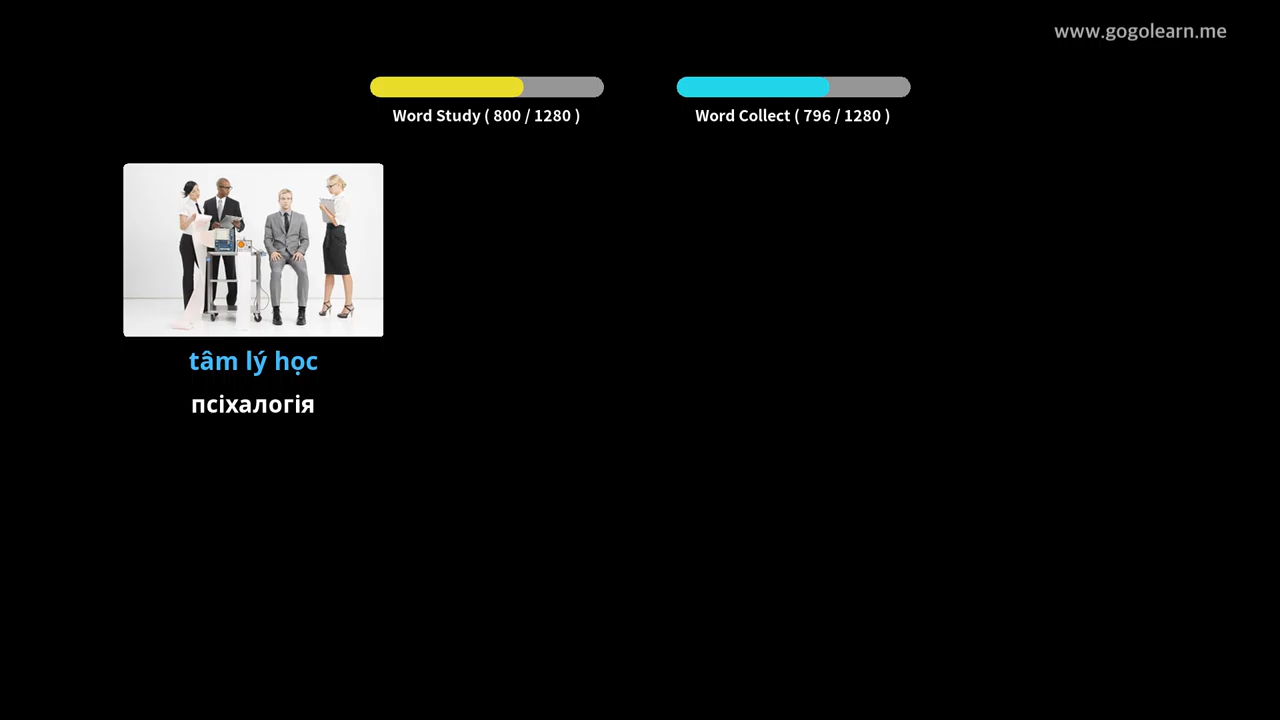 www.gogolearn.me
Word Study ( 800 / 1280 )
Word Collect ( 796 / 1280 )
tâm lý học
псіхалогія